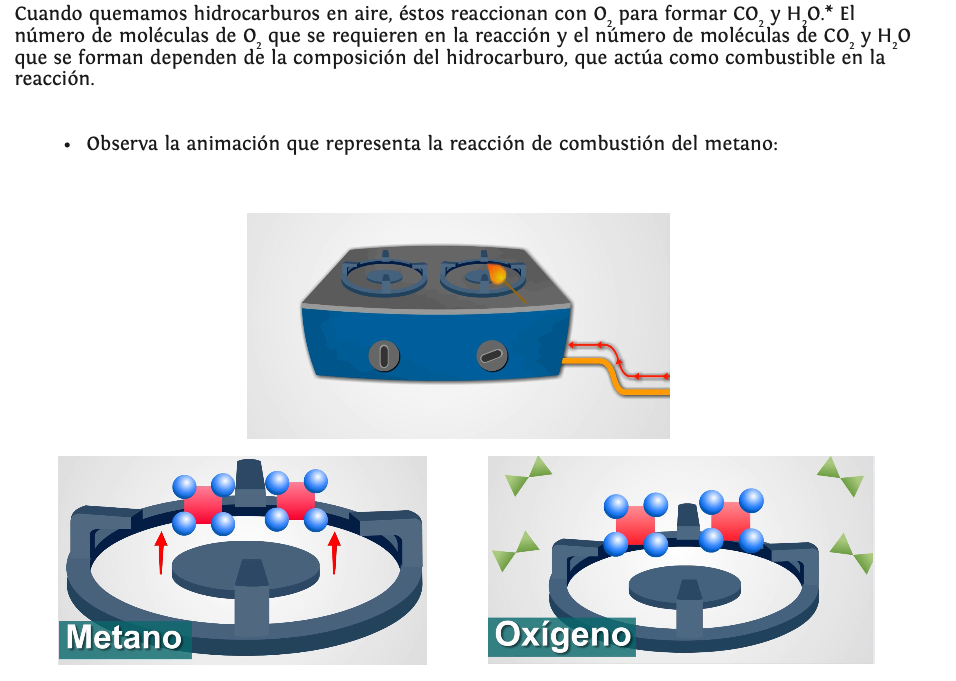 Cuando quemamos hidrocarburos en aire, éstos reaccionan con O2 para formar CO2 y H2O.* El
número de moléculas de O2 que se requieren en la reacción y el número de moléculas de CO2 y H2O
que se forman dependen de la composición del hidrocarburo, que actúa como combustible en la
reacción.
• Observa la animación que representa la reacción de combustión del metano:
Metano
Oxígeno